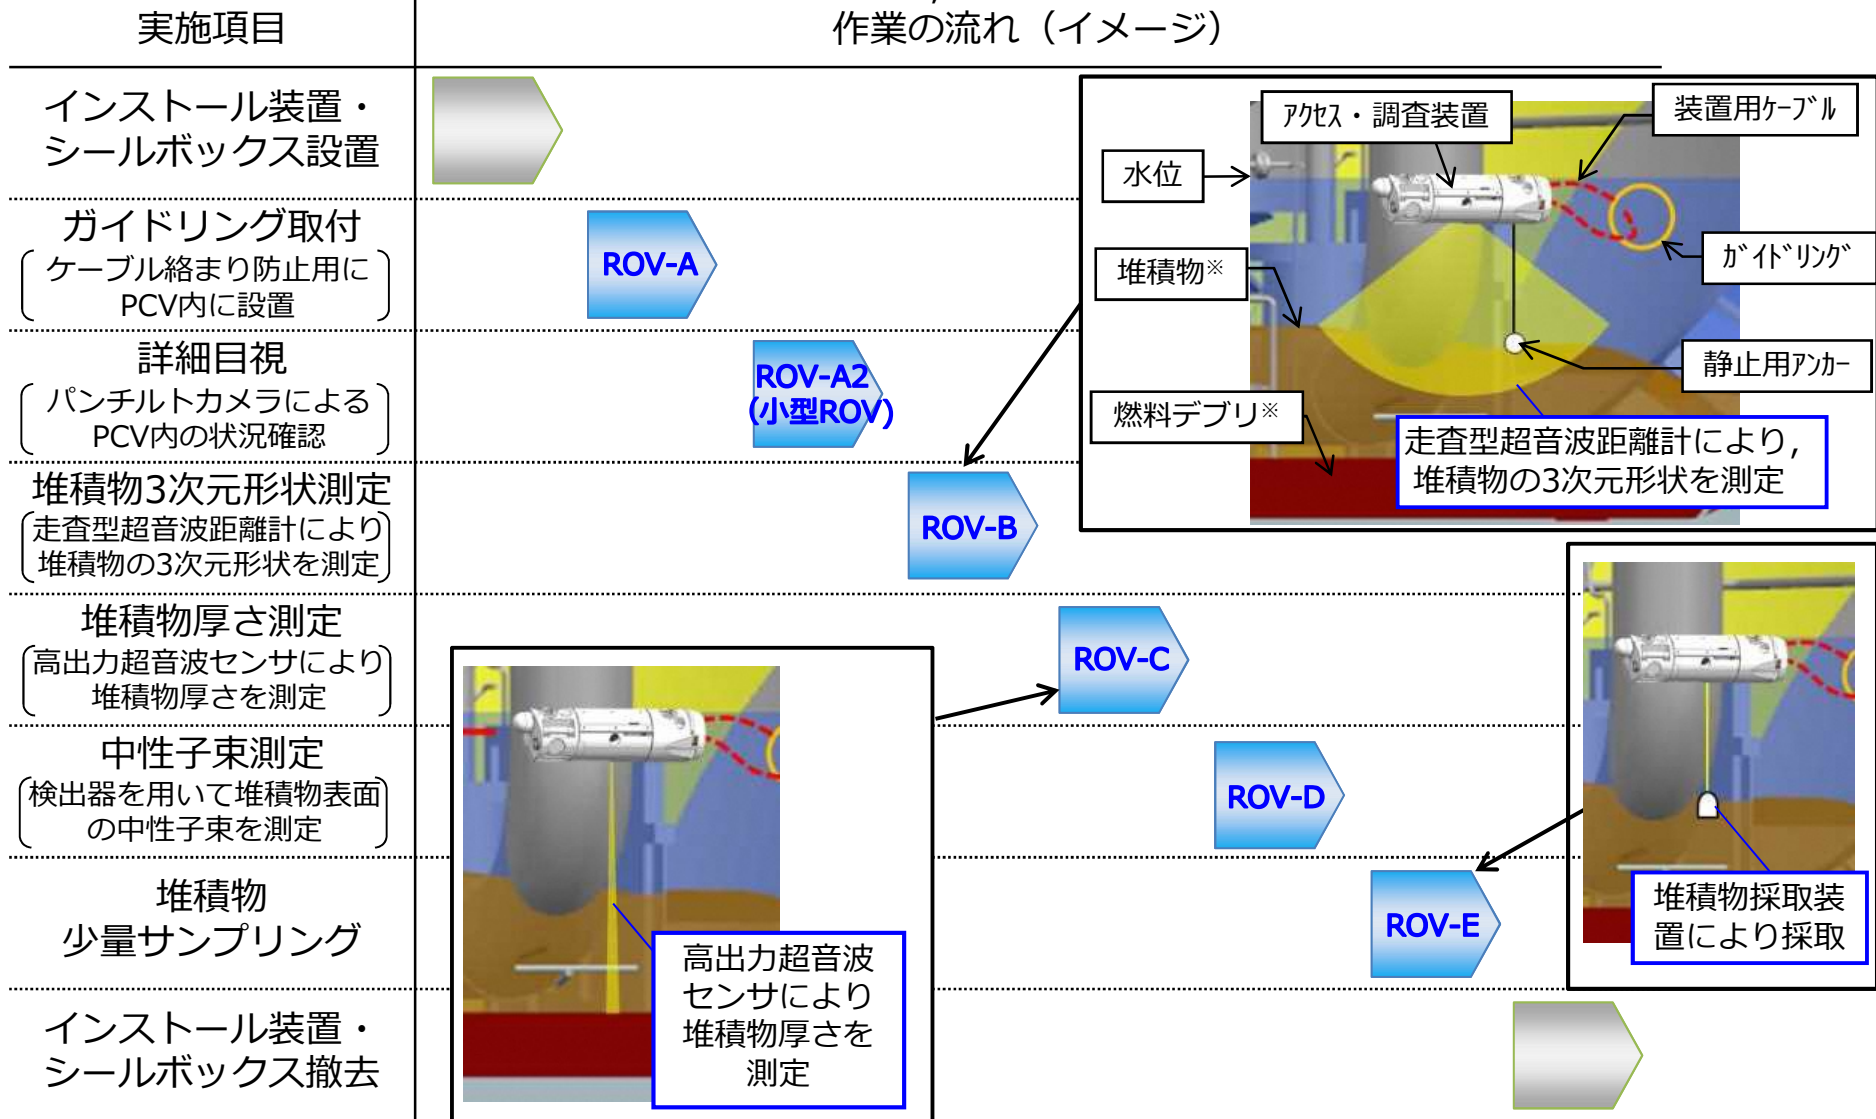 実施項目
作業の流れ（イメージ）
インストール装置・
シールボックス設置
ガイドリング取付
ケーブル絡まり防止用に
PCV内に設置
ROV-A
詳細目視
パンチルトカメラによる
PCV内の状況確認
ROV-A2
(小型ROV)
堆積物3次元形状測定
走査型超音波距離計により
堆積物の3次元形状を測定
ROV-B
アクセス・調査装置
装置用ケーブル
水位
堆積物※
ガイドリング
静止用アンカー
燃料デブリ※
走査型超音波距離計により,
堆積物の3次元形状を測定
堆積物厚さ測定
高出力超音波センサにより
堆積物厚さを測定
ROV-C
中性子束測定
検出器を用いて堆積物表面
の中性子束を測定
ROV-D
堆積物
少量サンプリング
ROV-E
高出力超音波
センサにより
堆積物厚さを
測定
堆積物採取装
置により採取
インストール装置・
シールボックス撤去